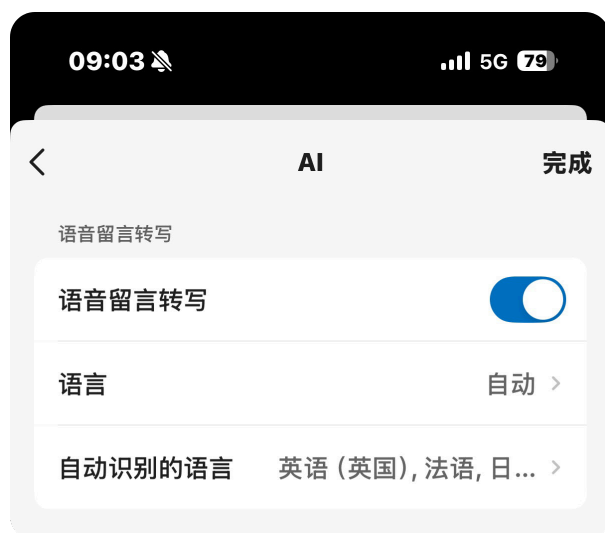 09:03 5G 79
AI 完成
语音留言转写
语音留言转写
语言 自动
自动识别的语言 英语 (英国), 法语, 日...